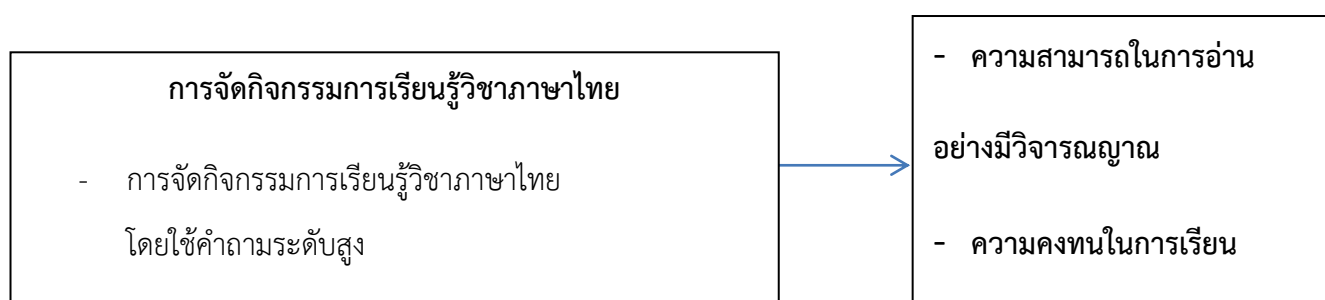 การจัดกิจกรรมการเรียนรู้วิชาภาษาไทย
- การจัดกิจกรรมการเรียนรู้วิชาภาษาไทย
โดยใช้คำถามระดับสูง
- ความสามารถในการอ่าน
อย่างมีวิจารณญาณ
- ความคงทนในการเรียน